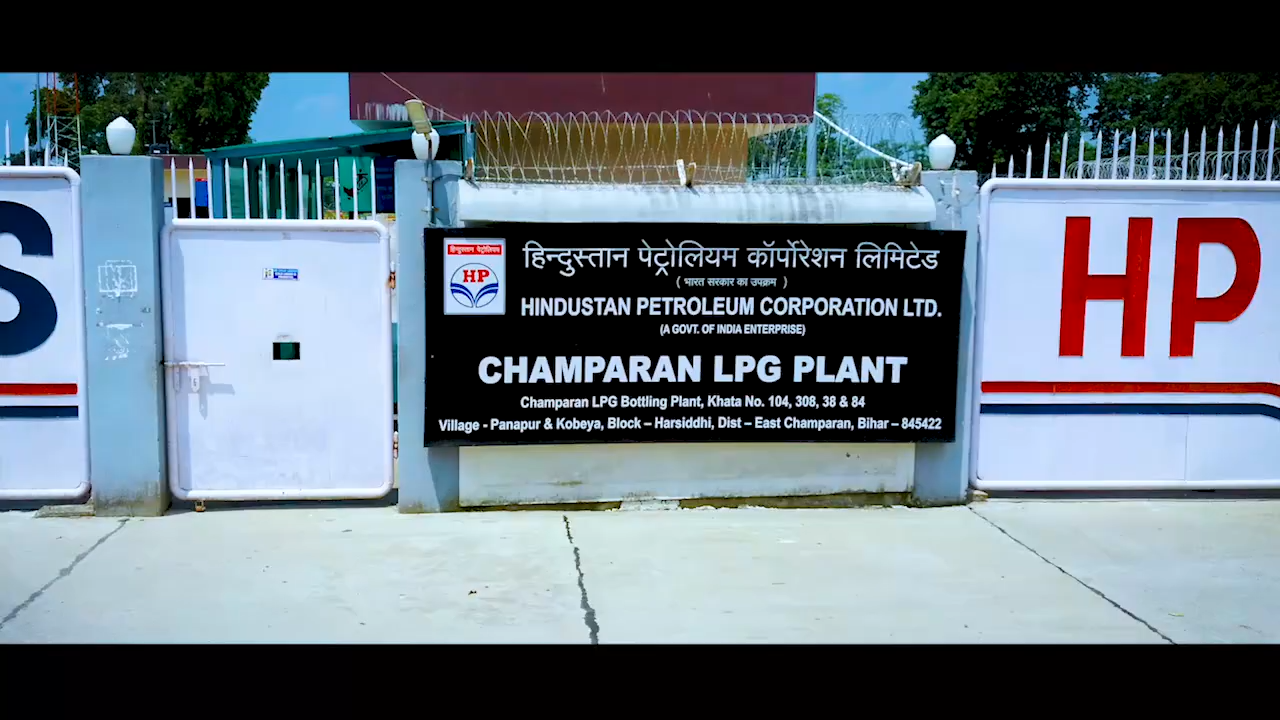 S
हिन्दुस्तान पेट्रोलियम
HP
हिन्दुस्तान पेट्रोलियम कॉर्पोरेशन लिमिटेड
( भारत सरकार का उपक्रम )
HINDUSTAN PETROLEUM CORPORATION LTD.
(A GOVT. OF INDIA ENTERPRISE)
CHAMPARAN LPG PLANT
Champaran LPG Bottling Plant, Khata No. 104, 308, 38 & 84
Village - Panapur & Kobeya, Block – Harsiddhi, Dist – East Champaran, Bihar – 845422
HP